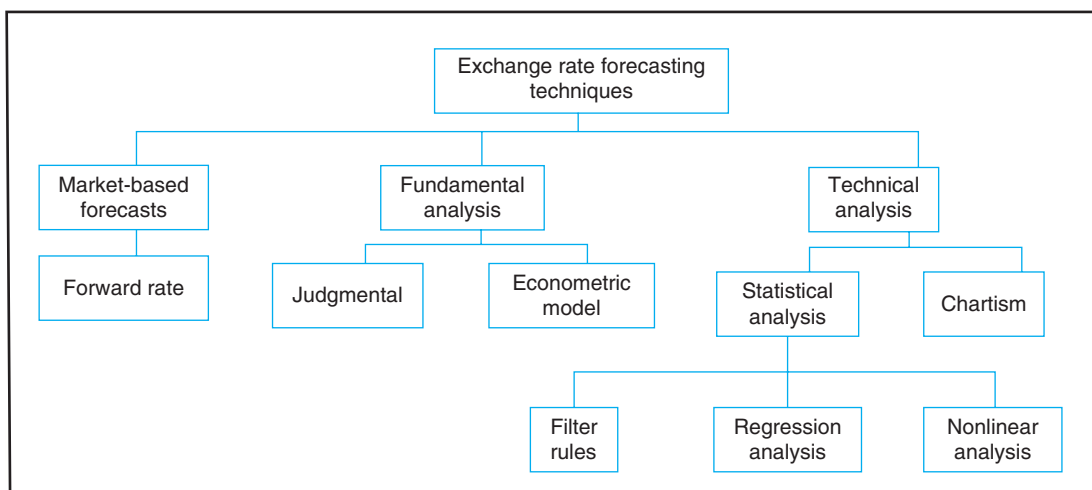 Exchange rate forecasting
techniques
Market-based
forecasts
Fundamental
analysis
Technical
analysis
Forward rate
Judgmental
Econometric
model
Statistical
analysis
Chartism
Filter
rules
Regression
analysis
Nonlinear
analysis